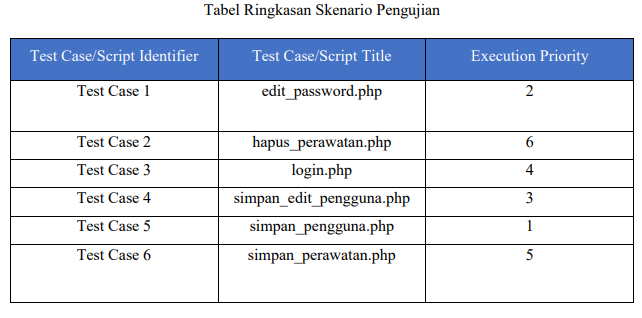 Tabel Ringkasan Skenario Pengujian
Test Case/Script Identifier Test Case/Script Title Execution Priority
Test Case 1 edit_password.php 2
Test Case 2 hapus_perawatan.php 6
Test Case 3 login.php 4
Test Case 4 simpan_edit_pengguna.php 3
Test Case 5 simpan_pengguna.php 1
Test Case 6 simpan_perawatan.php 5